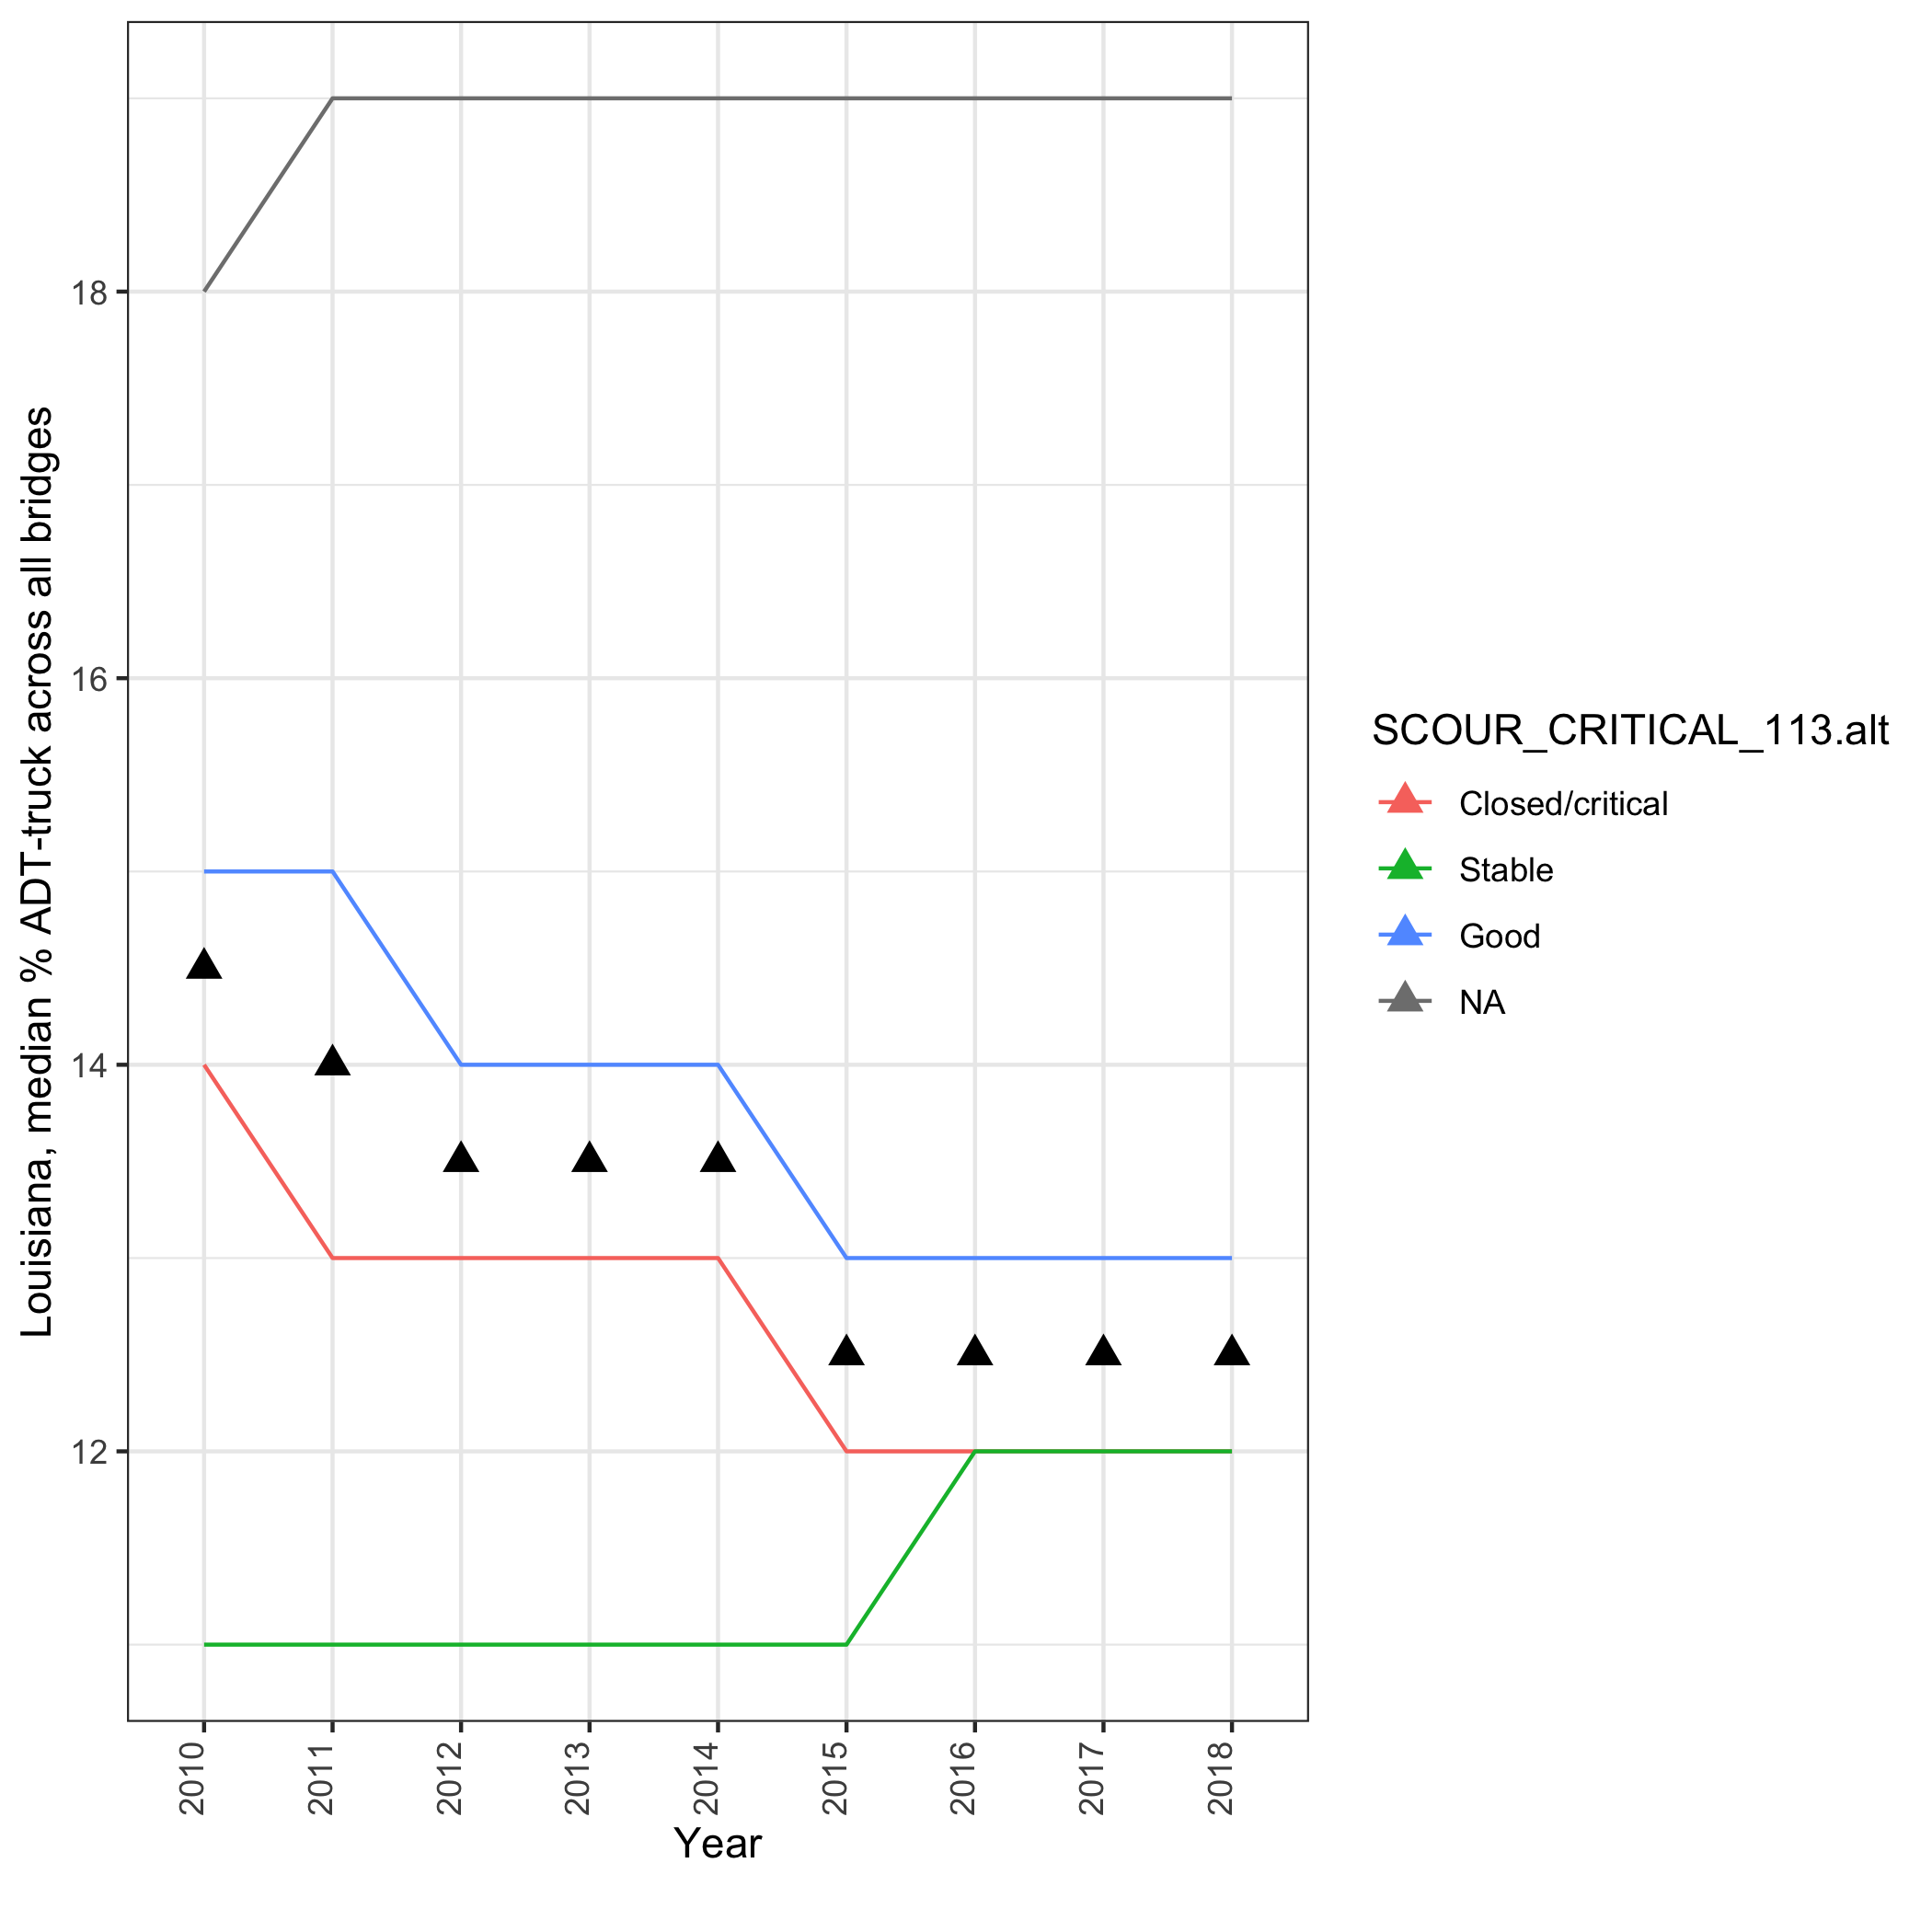 Louisiana, median % ADT-truck across all bridges
18
16
14
12
2010
2011
2012
2013
2014
2015
2016
2017
2018
Year
SCOUR_CRITICAL_113.alt
Closed/critical
Stable
Good
NA